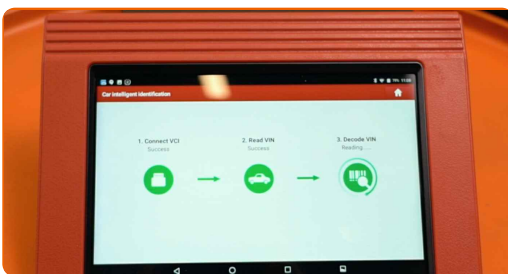 Car Intelligent Identification
1. Connect VCI
Success
2. Read VIN
Success
3. Decode VIN
Reading.....